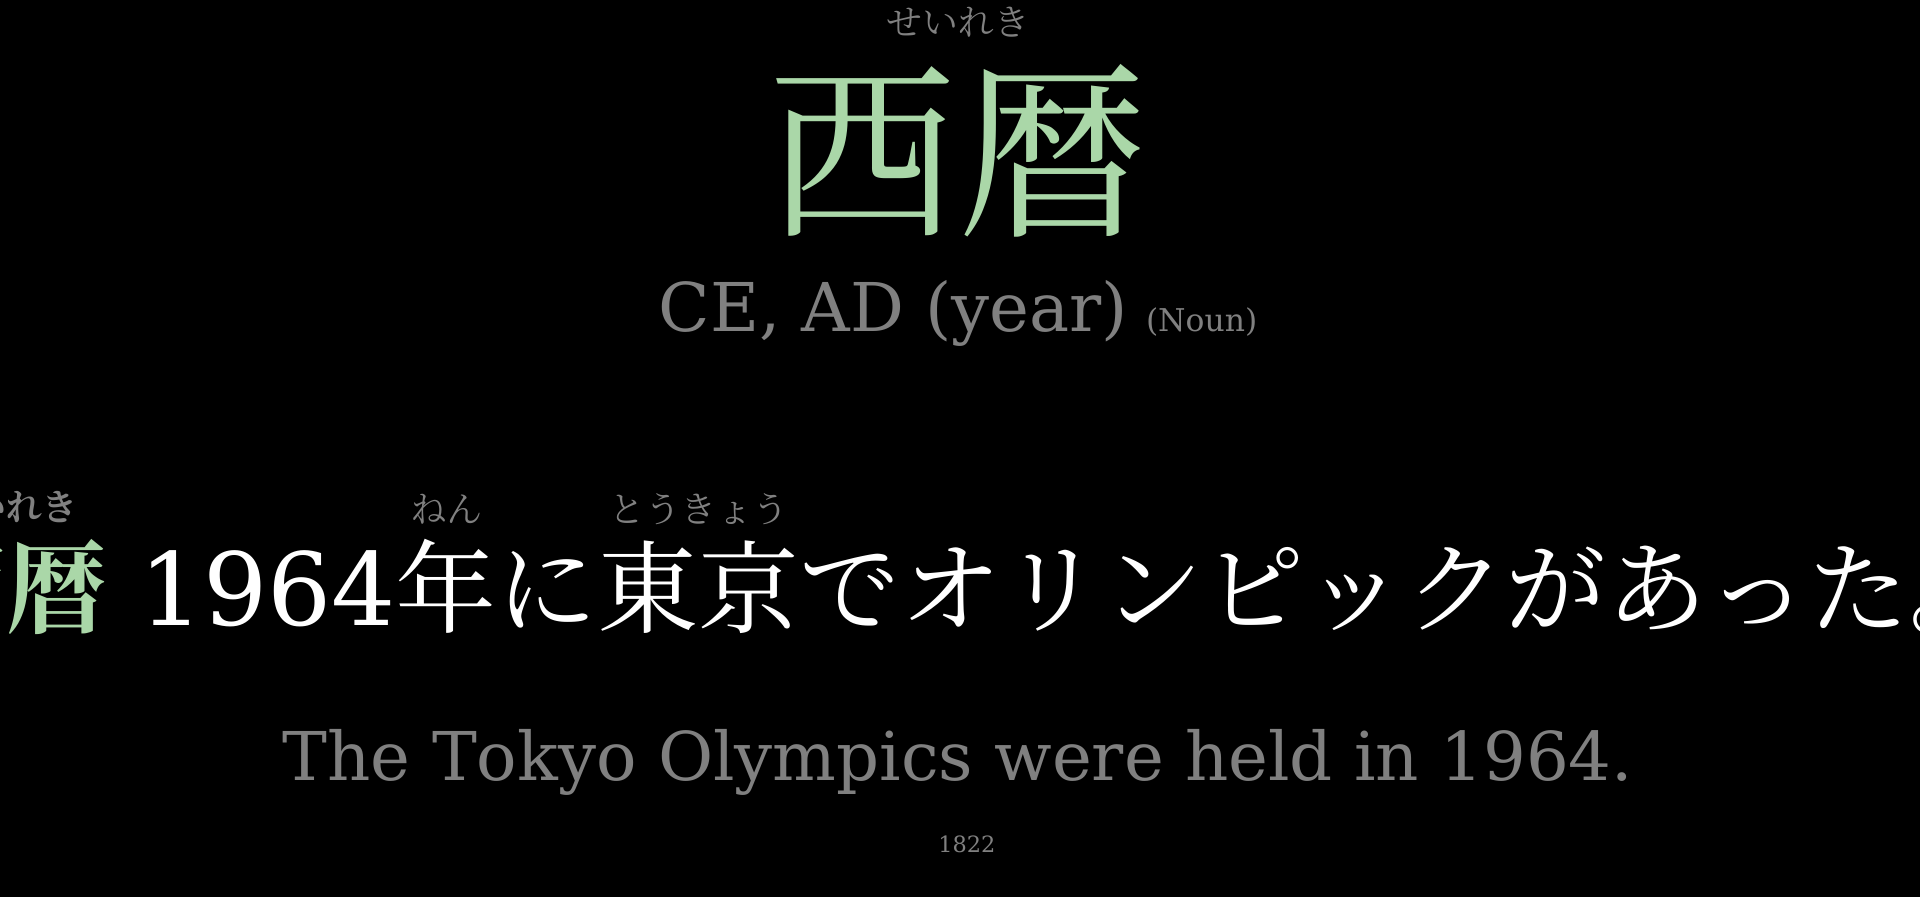 せいれき
西暦
CE, AD (year) (Noun)
れき ねん とうきょう
暦 1964年に東京でオリンピックがあった。
The Tokyo Olympics were held in 1964.
1822